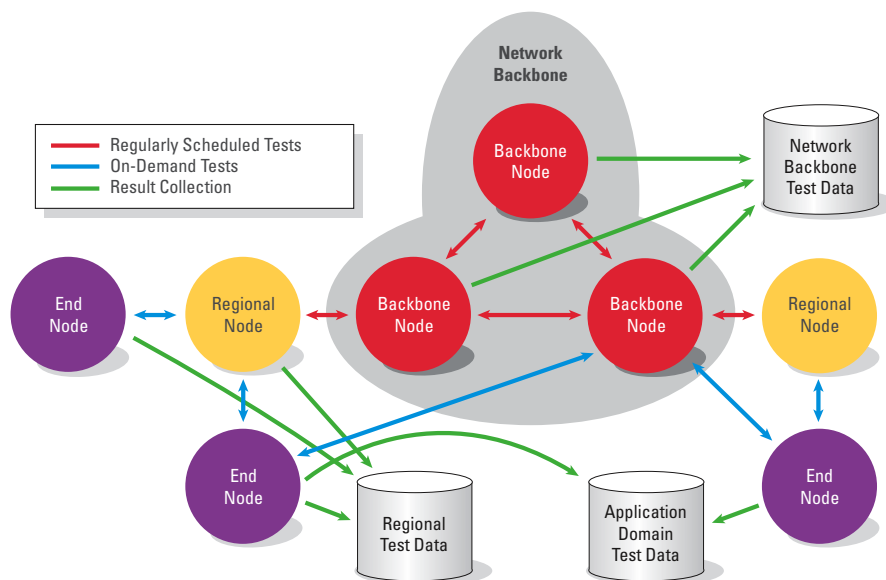 Network
Backbone
Regularly Scheduled Tests
On-Demand Tests
Result Collection
Backbone
Node
Network
Backbone
Test Data
End
Node
Regional
Node
Backbone
Node
Backbone
Node
Regional
Node
End
Node
Regional
Test Data
Application
Domain
Test Data
End
Node